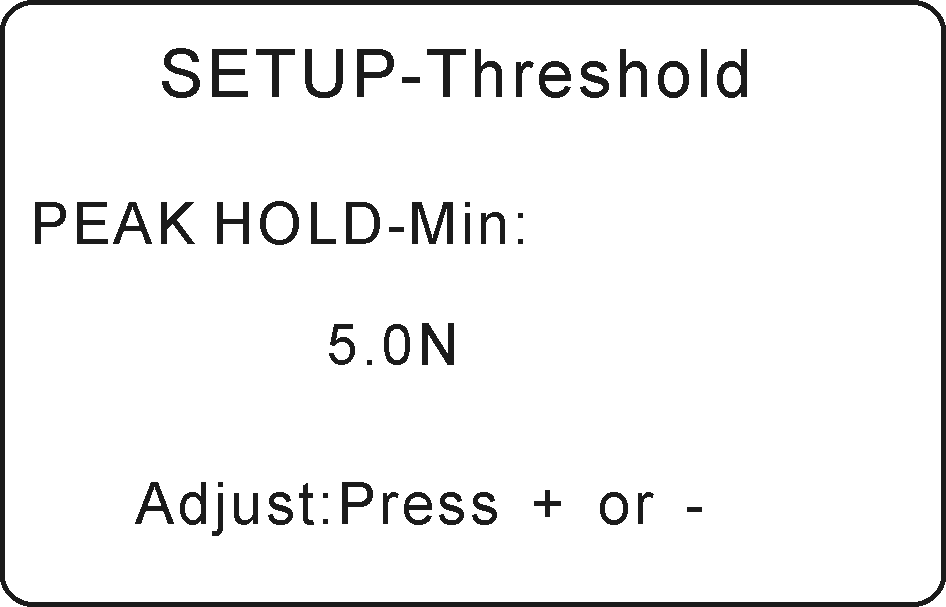 SETUP-Threshold
PEAK HOLD-Min:
5.0N
Adjust:Press + or -